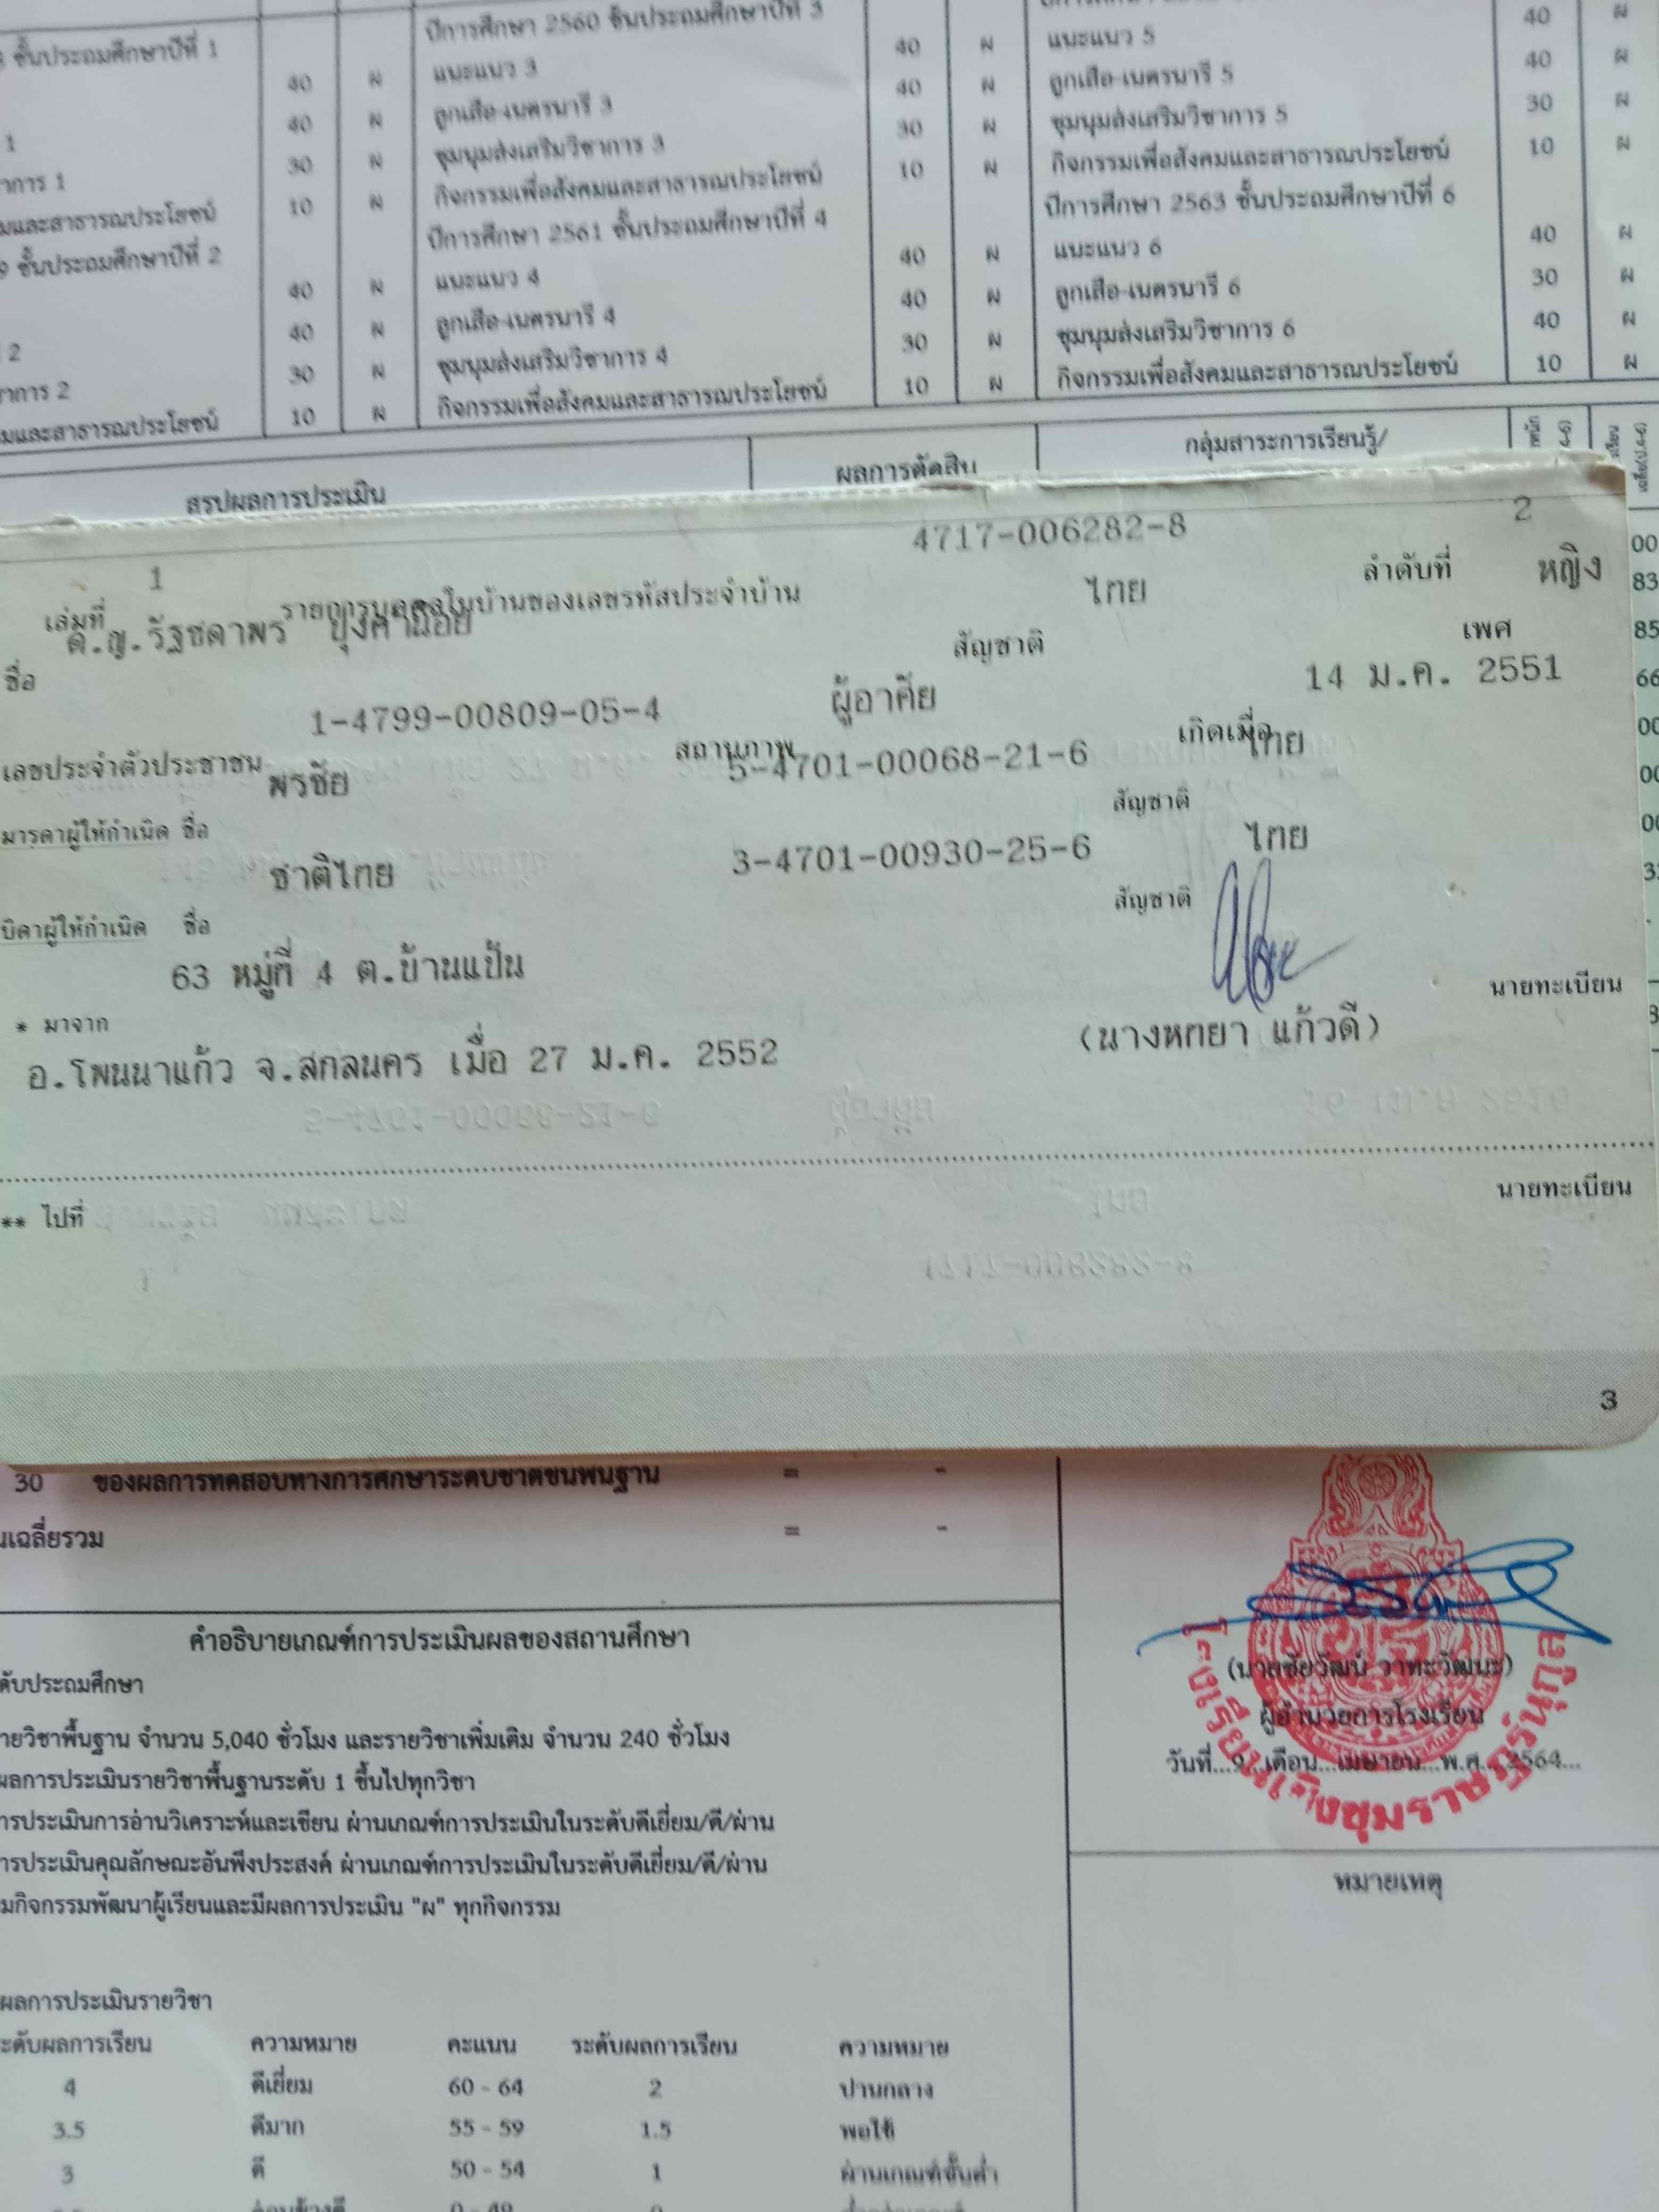 ปีการศึกษา 2560 ชั้นประถมศึกษาปีที่ 3
ชั้นประถมศึกษาปีที่ 1 40 ผ แนะแนว 3 40 ผ แนะแนว 5 40 ผ
1 40 ผ ลูกเสือ-เนตรนารี 3 40 ผ ลูกเสือ-เนตรนารี 5 40 ผ
าการ 1 30 ผ ชุมนุมส่งเสริมวิชาการ 3 30 ผ ชุมนุมส่งเสริมวิชาการ 5 30 ผ
มและสาธารณประโยชน์ 10 ผ กิจกรรมเพื่อสังคมและสาธารณประโยชน์ 10 ผ กิจกรรมเพื่อสังคมและสาธารณประโยชน์ 10 ผ
9 ชั้นประถมศึกษาปีที่ 2 ปีการศึกษา 2561 ชั้นประถมศึกษาปีที่ 4 ปีการศึกษา 2563 ชั้นประถมศึกษาปีที่ 6
40 ผ แนะแนว 4 40 ผ แนะแนว 6 40 ผ
2 40 ผ ลูกเสือ-เนตรนารี 4 40 ผ ลูกเสือ-เนตรนารี 6 30 ผ
าการ 2 30 ผ ชุมนุมส่งเสริมวิชาการ 4 30 ผ ชุมนุมส่งเสริมวิชาการ 6 40 ผ
มและสาธารณประโยชน์ 10 ผ กิจกรรมเพื่อสังคมและสาธารณประโยชน์ 10 ผ กิจกรรมเพื่อสังคมและสาธารณประโยชน์ 10 ผ
สรุปผลการประเมิน ผลการตัดสิน กลุ่มสาระการเรียนรู้/
เล่มที่ 1 รายการบุคคลในบ้านของเลขรหัสประจำบ้าน 4717-006282-8 ลำดับที่ 2
ชื่อ ด.ญ.รัฐชดาพร สัญชาติ ไทย เพศ หญิง
เลขประจำตัวประชาชน 1-4799-00809-05-4 สถานภาพ ผู้อาศัย เกิดเมื่อ 14 ม.ค. 2551
มารดาผู้ให้กำเนิด ชื่อ พรชัย 5-4701-00068-21-6 สัญชาติ ไทย
บิดาผู้ให้กำเนิด ชื่อ ชาติไทย 3-4701-00930-25-6 สัญชาติ ไทย
* มาจาก 63 หมู่ที่ 4 ต.บ้านแป้น นายทะเบียน
อ.โพนนาแก้ว จ.สกลนคร เมื่อ 27 ม.ค. 2552 (นางหทยา แก้วดี)
** ไปที่ นายทะเบียน
3
30 ของผลการทดสอบทางการศึกษาระดับชาติขั้นพื้นฐาน = -
นเฉลี่ยรวม = -
คำอธิบายเกณฑ์การประเมินผลของสถานศึกษา
ดับประถมศึกษา
ายวิชาพื้นฐาน จำนวน 5,040 ชั่วโมง และรายวิชาเพิ่มเติม จำนวน 240 ชั่วโมง
ผลการประเมินรายวิชาพื้นฐานระดับ 1 ขึ้นไปทุกวิชา
ารประเมินการอ่านวิเคราะห์และเขียน ผ่านเกณฑ์การประเมินในระดับดีเยี่ยม/ดี/ผ่าน
ารประเมินคุณลักษณะอันพึงประสงค์ ผ่านเกณฑ์การประเมินในระดับดีเยี่ยม/ดี/ผ่าน
มกิจกรรมพัฒนาผู้เรียนและมีผลการประเมิน "ผ" ทุกกิจกรรม
(นายชัยวัฒน์ วาทะวัฒนะ)
ผู้อำนวยการโรงเรียน
วันที่...9...เดือน...เมษายน...พ.ศ...2564...
โรงเรียนเชิงชุมราษฎร์นุกูล
หมายเหตุ
ผลการประเมินรายวิชา
ระดับผลการเรียน ความหมาย คะแนน ระดับผลการเรียน ความหมาย
4 ดีเยี่ยม 60 - 64 2 ปานกลาง
3.5 ดีมาก 55 - 59 1.5 พอใช้
3 ดี 50 - 54 1 ผ่านเกณฑ์ขั้นต่ำ
ค่อนข้างดี 0 - 49 0